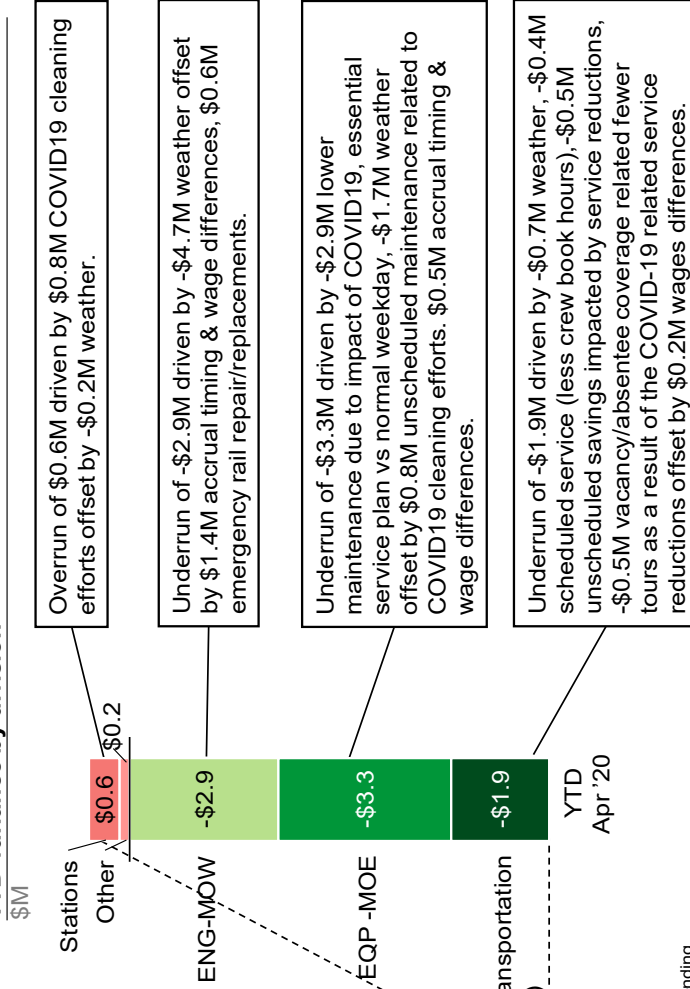 $M
Stations
Other
ENG-MOW
EQP -MOE
$0.6
$0.2
-$2.9
-$3.3
-$1.9
YTD
Apr ’20
Overrun of $0.6M driven by $0.8M COVID19 cleaning
efforts offset by -$0.2M weather.
Underrun of -$2.9M driven by -$4.7M weather offset
by $1.4M accrual timing & wage differences, $0.6M
emergency rail repair/replacements.
Underrun of -$3.3M driven by -$2.9M lower
maintenance due to impact of COVID19, essential
service plan vs normal weekday, -$1.7M weather
offset by $0.8M unscheduled maintenance related to
COVID19 cleaning efforts. $0.5M accrual timing &
wage differences.
Underrun of -$1.9M driven by -$0.7M weather, -$0.4M
scheduled service (less crew book hours),-$0.5M
unscheduled savings impacted by service reductions,
-$0.5M vacancy/absentee coverage related fewer
tours as a result of the COVID-19 related service
reductions offset by $0.2M wages differences.